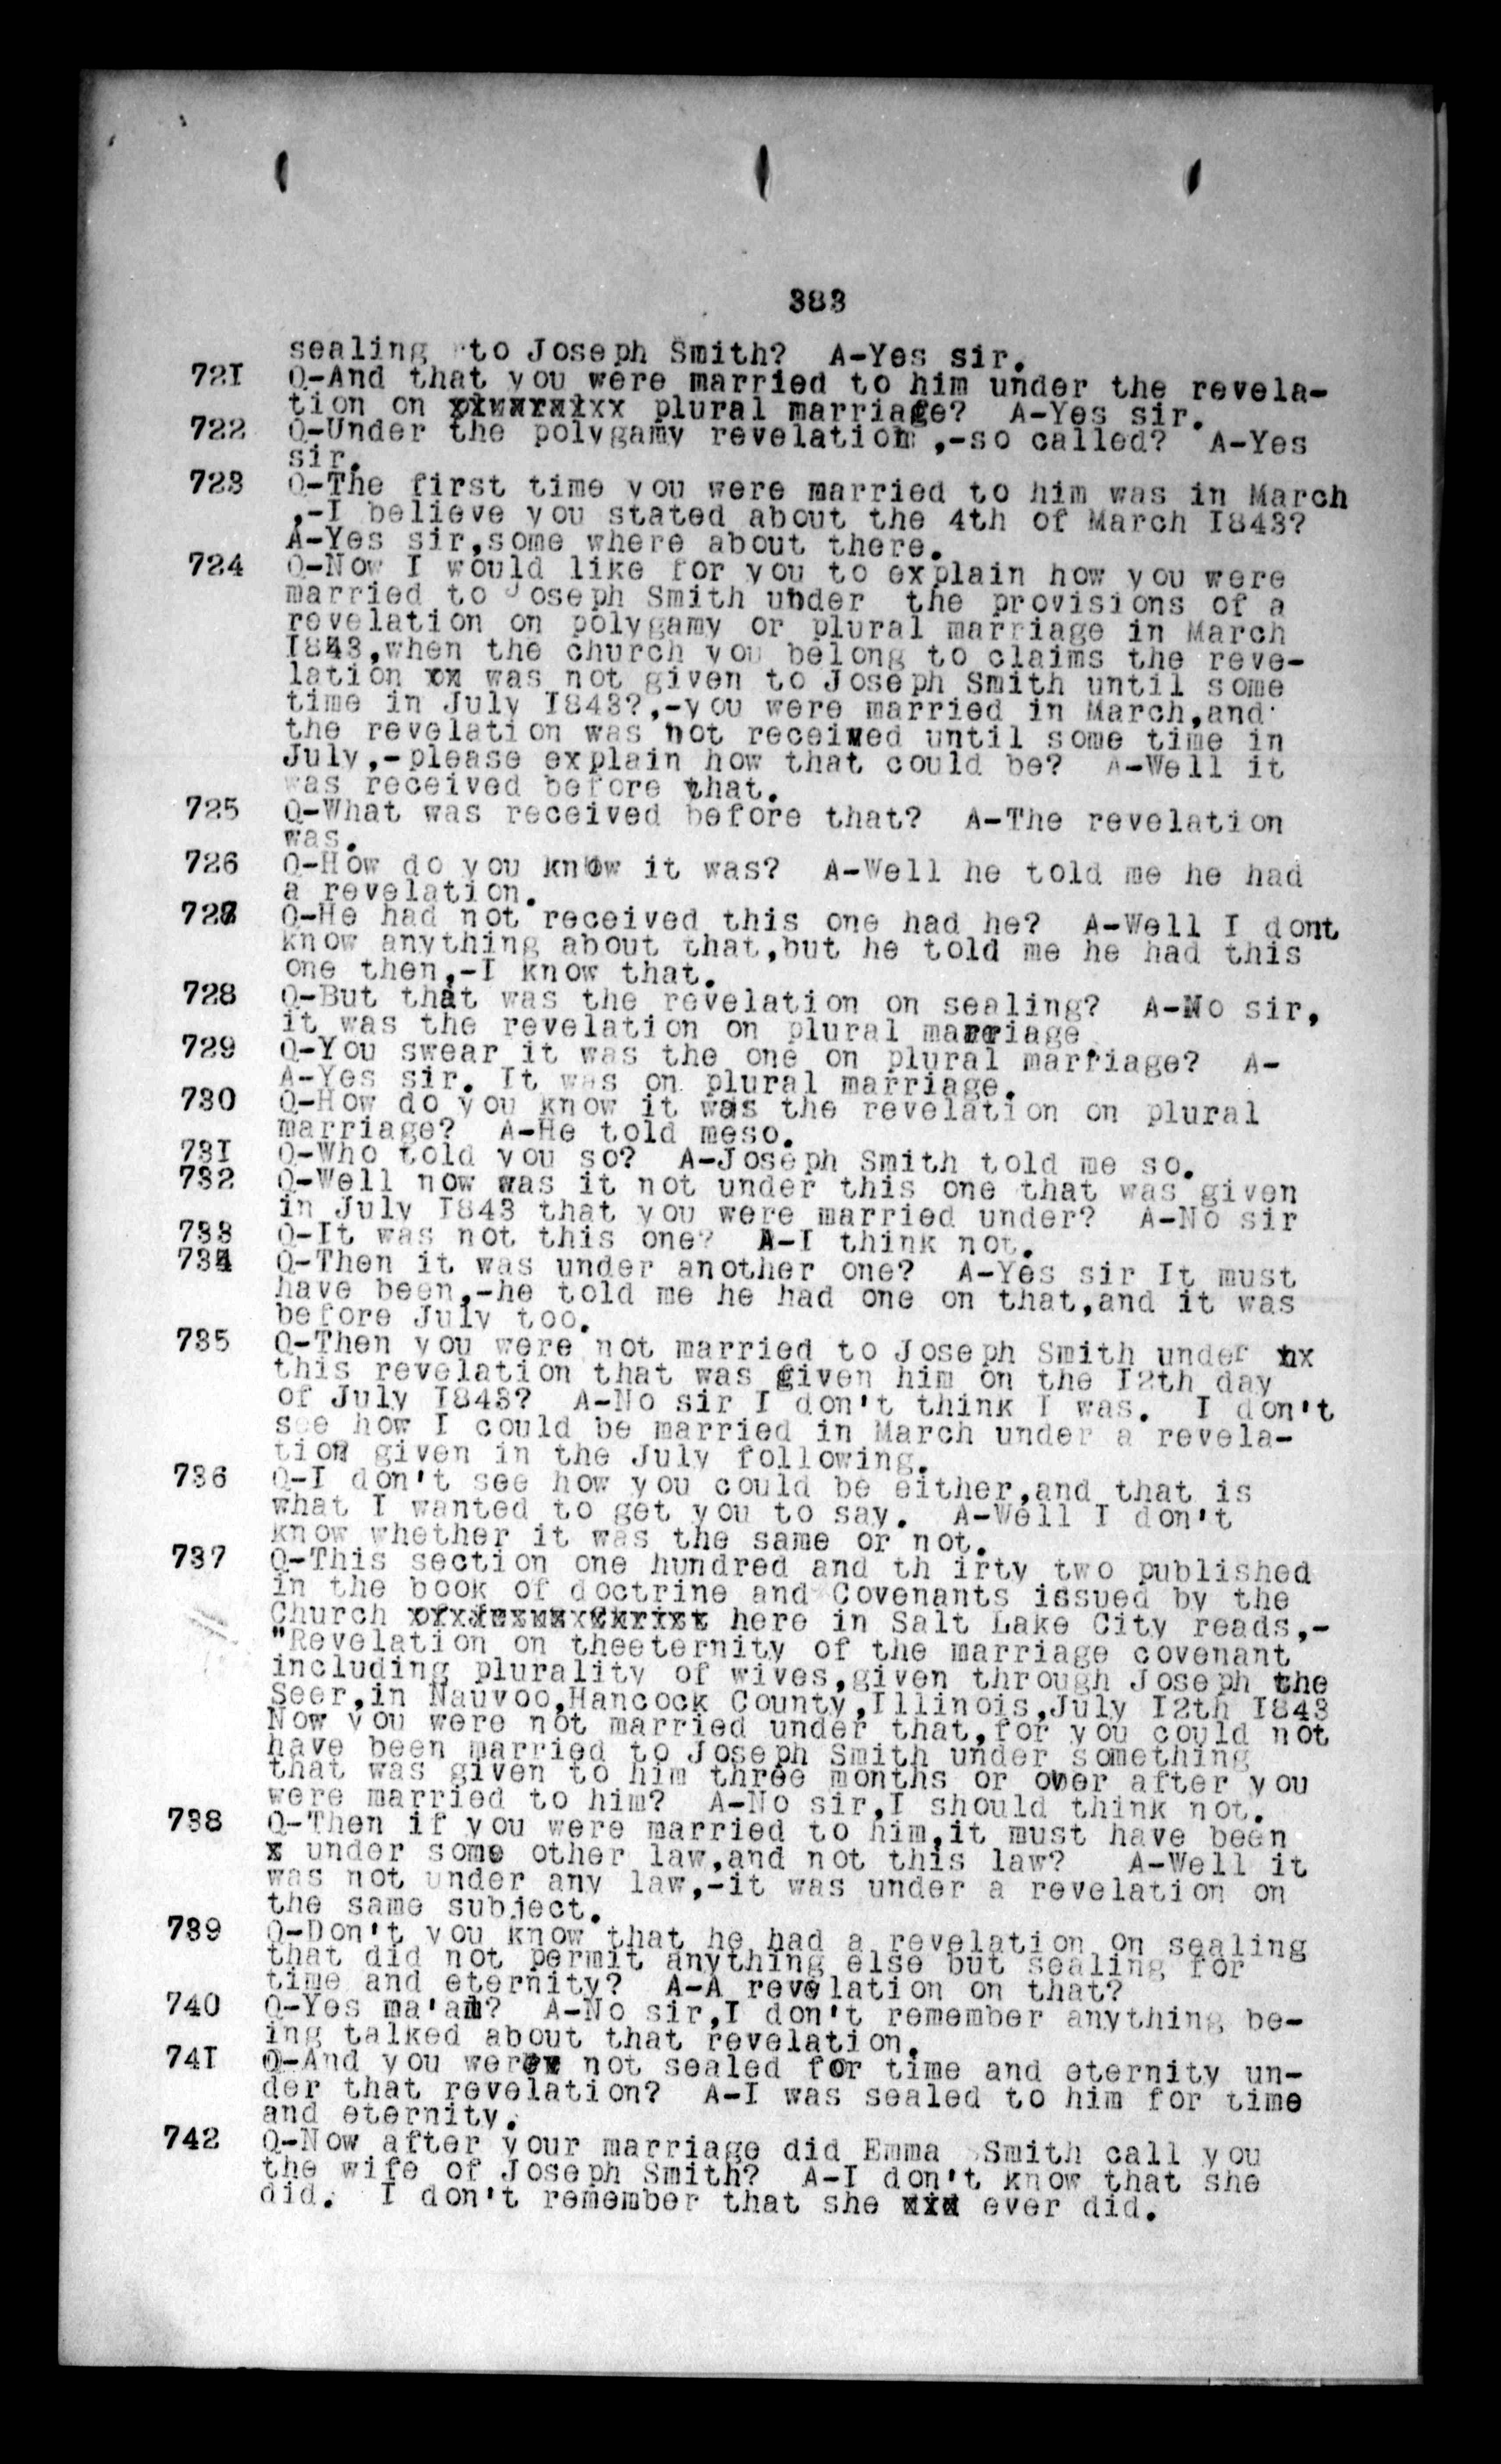 383
sealing to Joseph Smith? A-Yes sir.
721 Q-And that you were married to him under the revela-
tion on plural marriage? A-Yes sir.
722 Q-Under the polygamy revelation ,-so called? A-Yes
sir.
723 Q-The first time you were married to him was in March
,-I believe you stated about the 4th of March I843?
A-Yes sir,some where about there.
724 Q-Now I would like for you to explain how you were
married to Joseph Smith under the provisions of a
revelation on polygamy or plural marriage in March
I843,when the church you belong to claims the reve-
lation xx was not given to Joseph Smith until some
time in July I843?,-you were married in March,and
the revelation was not received until some time in
July,-please explain how that could be? A-Well it
was received before that.
725 Q-What was received before that? A-The revelation
was.
726 Q-How do you know it was? A-Well he told me he had
a revelation.
727 Q-He had not received this one had he? A-Well I dont
know anything about that,but he told me he had this
one then,-I know that.
728 Q-But that was the revelation on sealing? A-No sir,
it was the revelation on plural marriage
729 Q-You swear it was the one on plural marriage? A-
A-Yes sir. It was on plural marriage.
730 Q-How do you know it was the revelation on plural
marriage? A-He told meso.
73I Q-Who told you so? A-Joseph Smith told me so.
732 Q-Well now was it not under this one that was given
in July I843 that you were married under? A-No sir
733 Q-It was not this one? A-I think not.
734 Q-Then it was under another one? A-Yes sir It must
have been,-he told me he had one on that,and it was
before July too.
735 Q-Then you were not married to Joseph Smith under hx
this revelation that was given him on the I2th day
of July I843? A-No sir I don't think I was. I don't
see how I could be married in March under a revela-
tion given in the July following.
736 Q-I don't see how you could be either,and that is
what I wanted to get you to say. A-Well I don't
know whether it was the same or not.
737 Q-This section one hundred and th irty two published
in the book of doctrine and Covenants issued by the
Church here in Salt Lake City reads,-
"Revelation on theeternity of the marriage covenant
including plurality of wives,given through Joseph the
Seer,in Nauvoo,Hancock County,Illinois,July I2th I843
Now you were not married under that,for you could not
have been married to Joseph Smith under something
that was given to him three months or over after you
were married to him? A-No sir,I should think not.
738 Q-Then if you were married to him,it must have been
x under some other law,and not this law? A-Well it
was not under any law,-it was under a revelation on
the same subject.
739 Q-Don't you know that he had a revelation on sealing
that did not permit anything else but sealing for
time and eternity? A-A revelation on that?
740 Q-Yes ma'am? A-No sir,I don't remember anything be-
ing talked about that revelation.
74I Q-And you were not sealed for time and eternity un-
der that revelation? A-I was sealed to him for time
and eternity.
742 Q-Now after your marriage did Emma Smith call you
the wife of Joseph Smith? A-I don't know that she
did. I don't remember that she ever did.